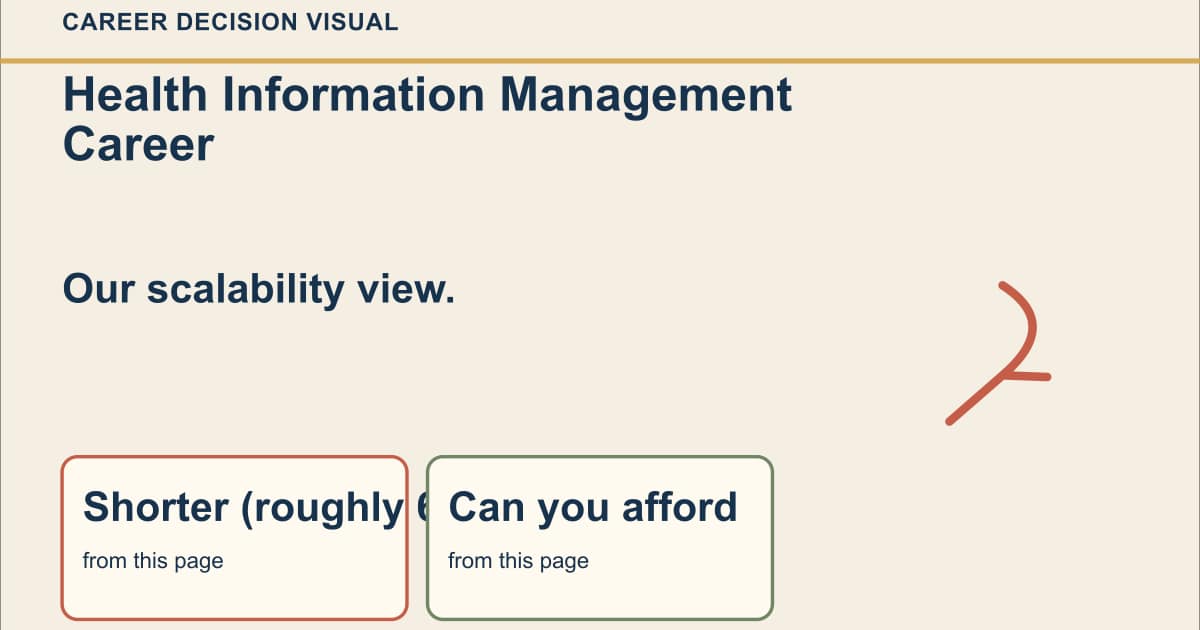 CAREER DECISION VISUAL
Health Information Management
Career
Our scalability view.
Shorter (roughly
from this page
Can you afford
from this page